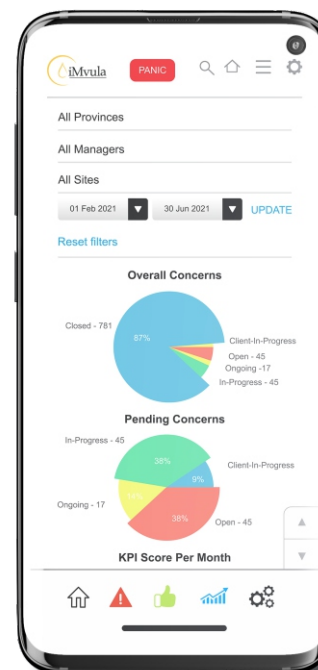 iMvula
PANIC
All Provinces
All Managers
All Sites
01 Feb 2021
30 Jun 2021
UPDATE
Reset filters
Overall Concerns
Closed - 781
87%
Client-In-Progress
Open - 45
Ongoing -17
In-Progress - 45
Pending Concerns
In-Progress - 45
38%
Client-In-Progress
9%
Ongoing - 17
38%
Open - 45
KPI Score Per Month